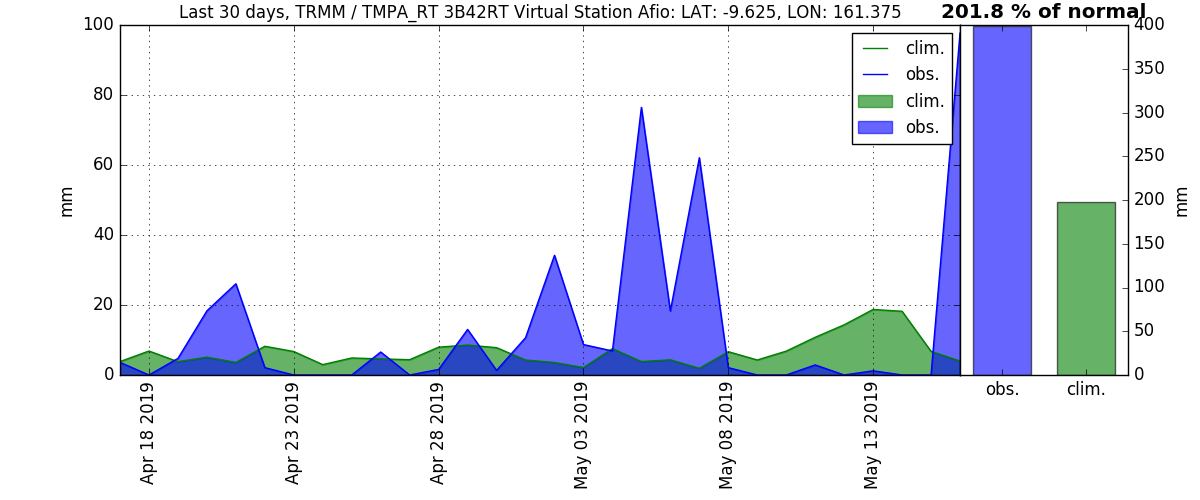 Last 30 days, TRMM / TMPA_RT 3B42RT Virtual Station Afio: LAT: -9.625, LON: 161.375
201.8 % of normal
100
80
60
40
20
0
mm
clim.
obs.
clim.
obs.
400
350
300
250
200
150
100
50
0
mm
obs.
clim.
Apr 18 2019
Apr 23 2019
Apr 28 2019
May 03 2019
May 08 2019
May 13 2019